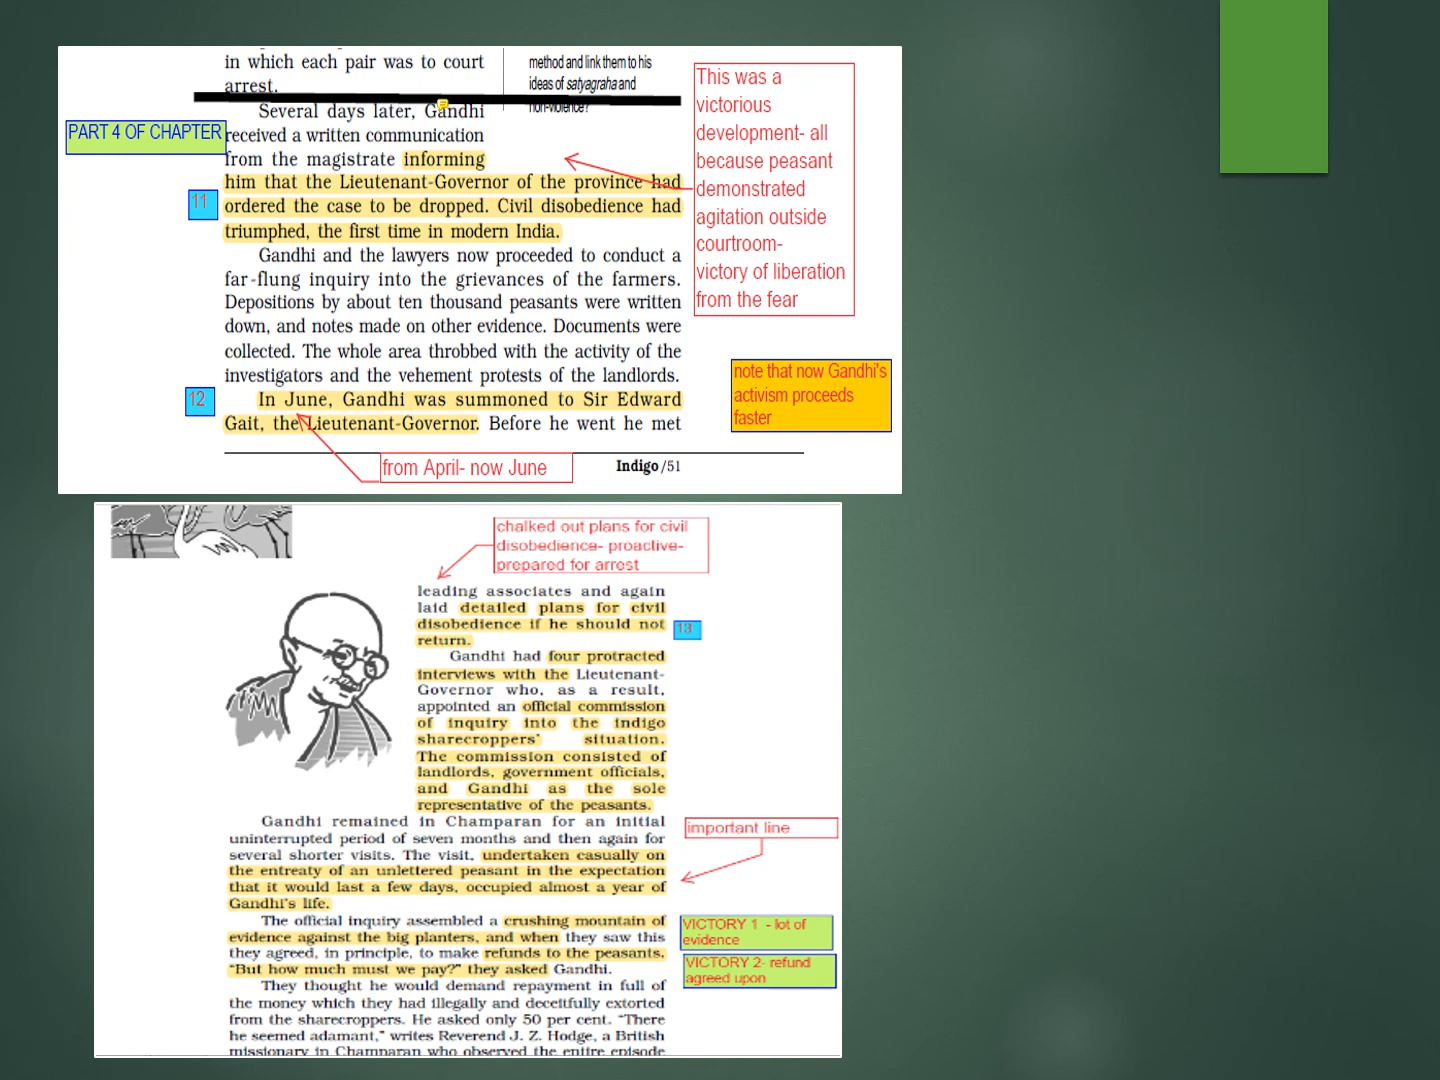 in which each pair was to court
arrest.
Several days later, Gandhi
received a written communication
from the magistrate informing
him that the Lieutenant-Governor of the province had
ordered the case to be dropped. Civil disobedience had
triumphed, the first time in modern India.
Gandhi and the lawyers now proceeded to conduct a
far-flung inquiry into the grievances of the farmers.
Depositions by about ten thousand peasants were written
down, and notes made on other evidence. Documents were
collected. The whole area throbbed with the activity of the
investigators and the vehement protests of the landlords.
In June, Gandhi was summoned to Sir Edward
Gait, the Lieutenant-Governor. Before he went he met
Indigo/51
method and link them to his
ideas of satyagraha and
non-violence?
PART 4 OF CHAPTER
11
12
This was a
victorious
development- all
because peasant
demonstrated
agitation outside
courtroom-
victory of liberation
from the fear
note that now Gandhi's
activism proceeds
faster
from April- now June
chalked out plans for civil
disobedience- proactive-
prepared for arrest
leading associates and again
laid detailed plans for civil
disobedience if he should not
return.
13
Gandhi had four protracted
interviews with the Lieutenant-
Governor who, as a result,
appointed an official commission
of inquiry into the indigo
sharecroppers' situation.
The commission consisted of
landlords, government officials,
and Gandhi as the sole
representative of the peasants.
Gandhi remained in Champaran for an initial
uninterrupted period of seven months and then again for
several shorter visits. The visit, undertaken casually on
the entreaty of an unlettered peasant in the expectation
that it would last a few days, occupied almost a year of
Gandhi's life.
important line
The official inquiry assembled a crushing mountain of
evidence against the big planters, and when they saw this
they agreed, in principle, to make refunds to the peasants.
"But how much must we pay?" they asked Gandhi.
VICTORY 1 - lot of
evidence
VICTORY 2- refund
agreed upon
They thought he would demand repayment in full of
the money which they had illegally and deceitfully extorted
from the sharecroppers. He asked only 50 per cent. "There
he seemed adamant," writes Reverend J. Z. Hodge, a British
missionary in Champaran who observed the entire episode